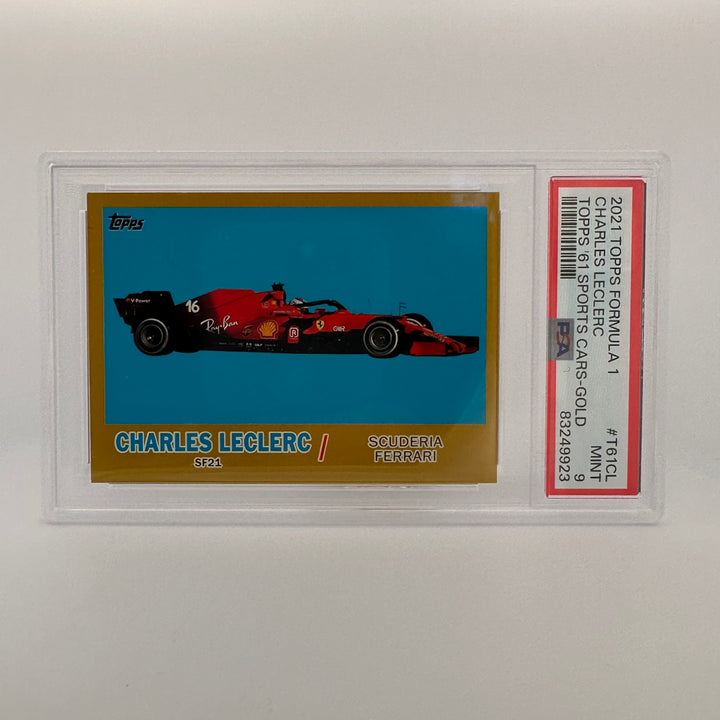 Topps
V-Power
16
Ray-Ban
CHARLES LECLERC /
SF21
SCUDERIA
FERRARI
2021 TOPPS FORMULA 1 #T61CL
CHARLES LECLERC MINT
TOPPS '61 SPORTS CARS-GOLD 9
PSA
83249923